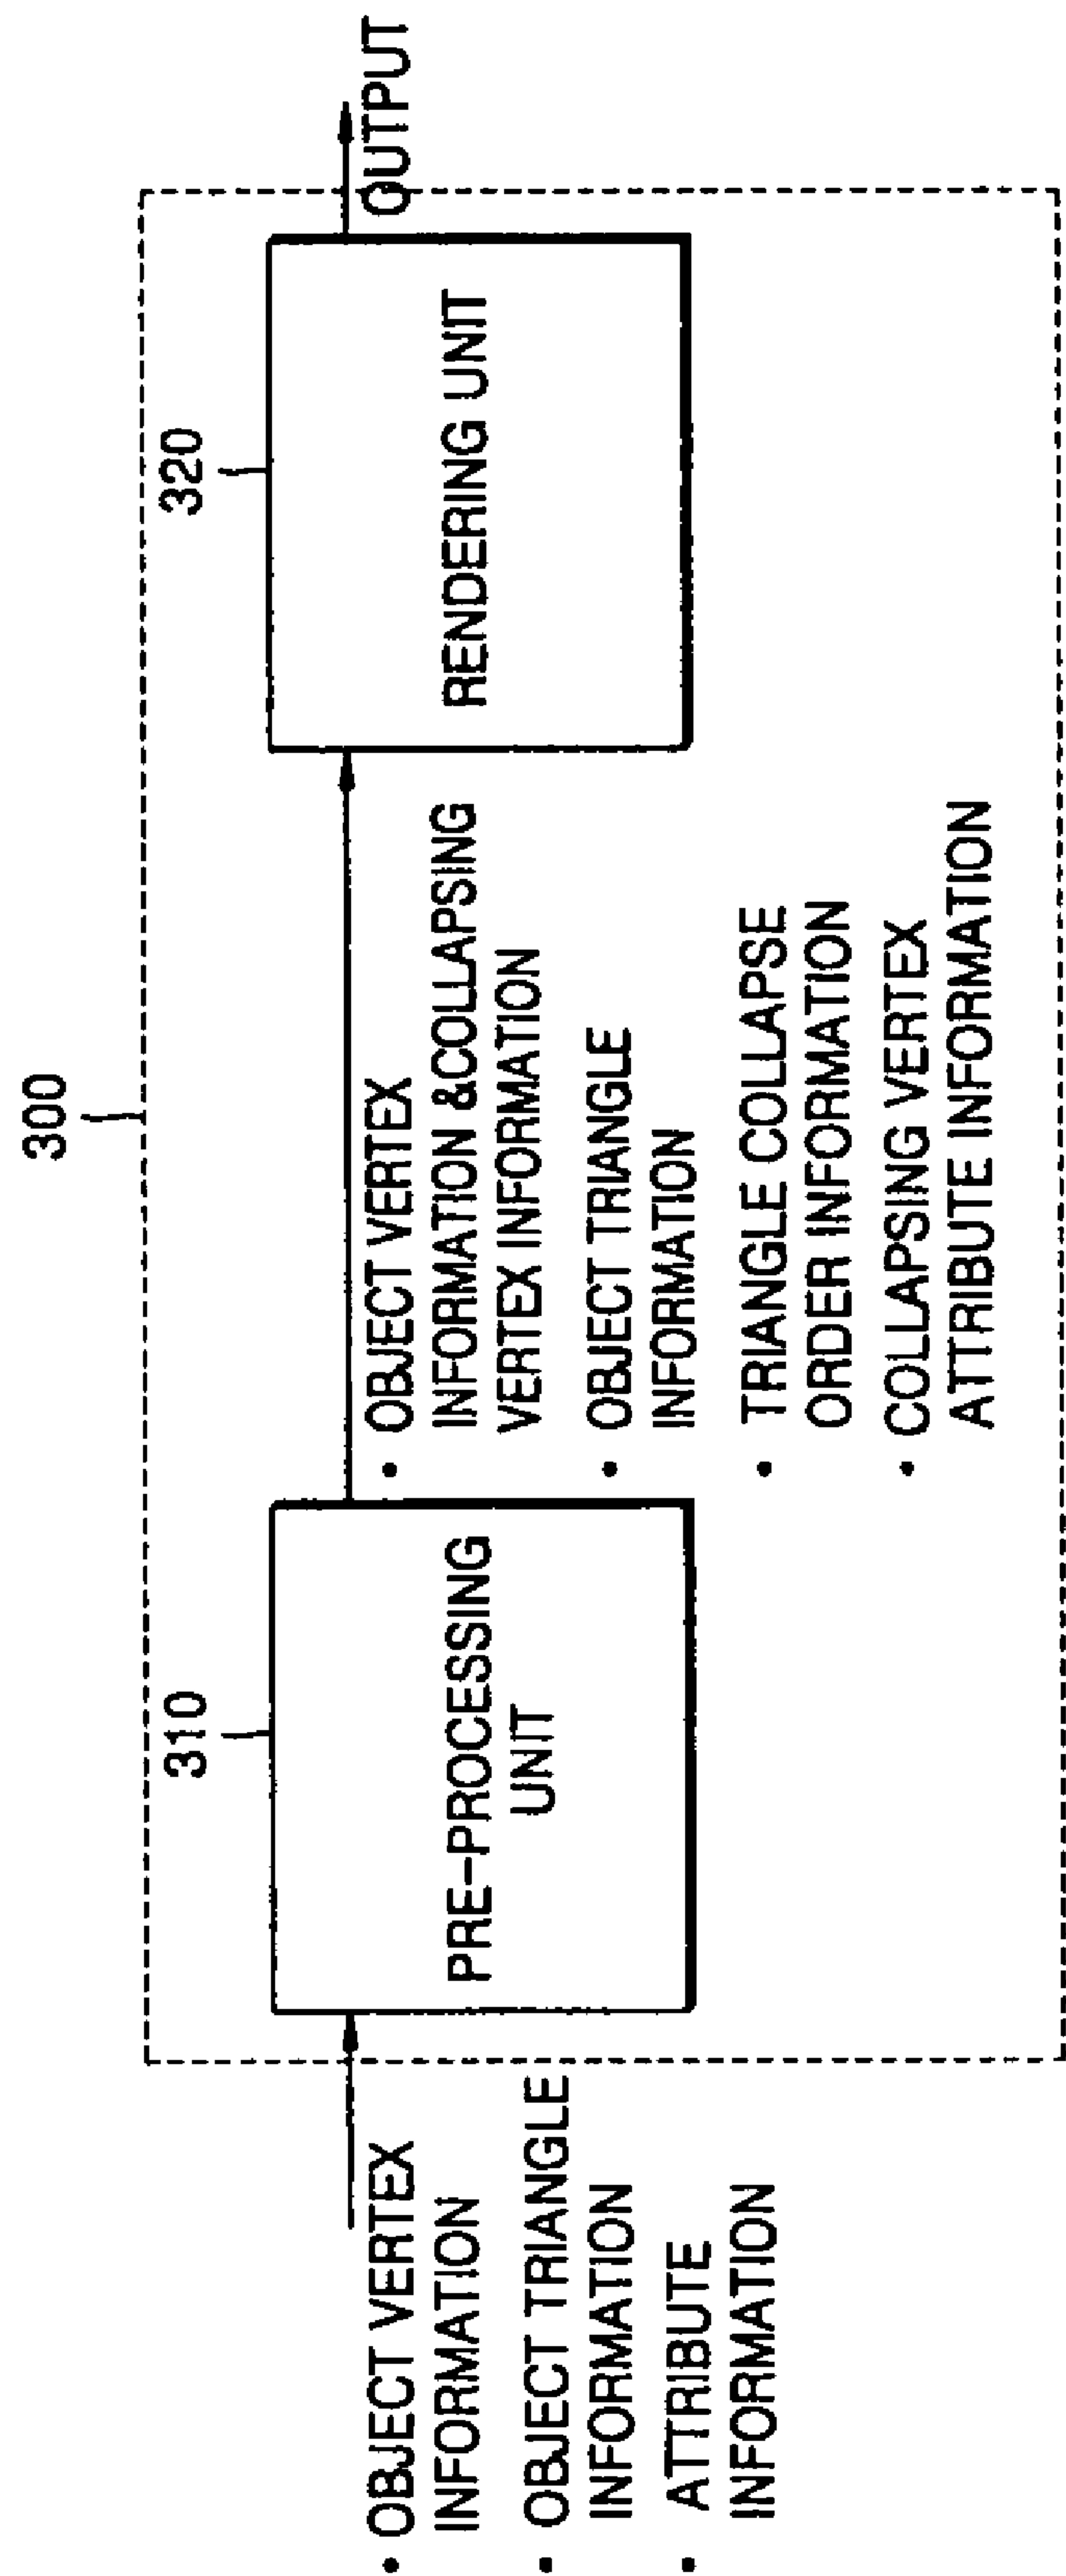 300
310
320
PRE-PROCESSING
UNIT
RENDERING UNIT
OUTPUT
• OBJECT VERTEX
INFORMATION
• OBJECT TRIANGLE
INFORMATION
• ATTRIBUTE
INFORMATION
• OBJECT VERTEX
INFORMATION &COLLAPSING
VERTEX INFORMATION
• OBJECT TRIANGLE
INFORMATION
• TRIANGLE COLLAPSE
ORDER INFORMATION
• COLLAPSING VERTEX
ATTRIBUTE INFORMATION